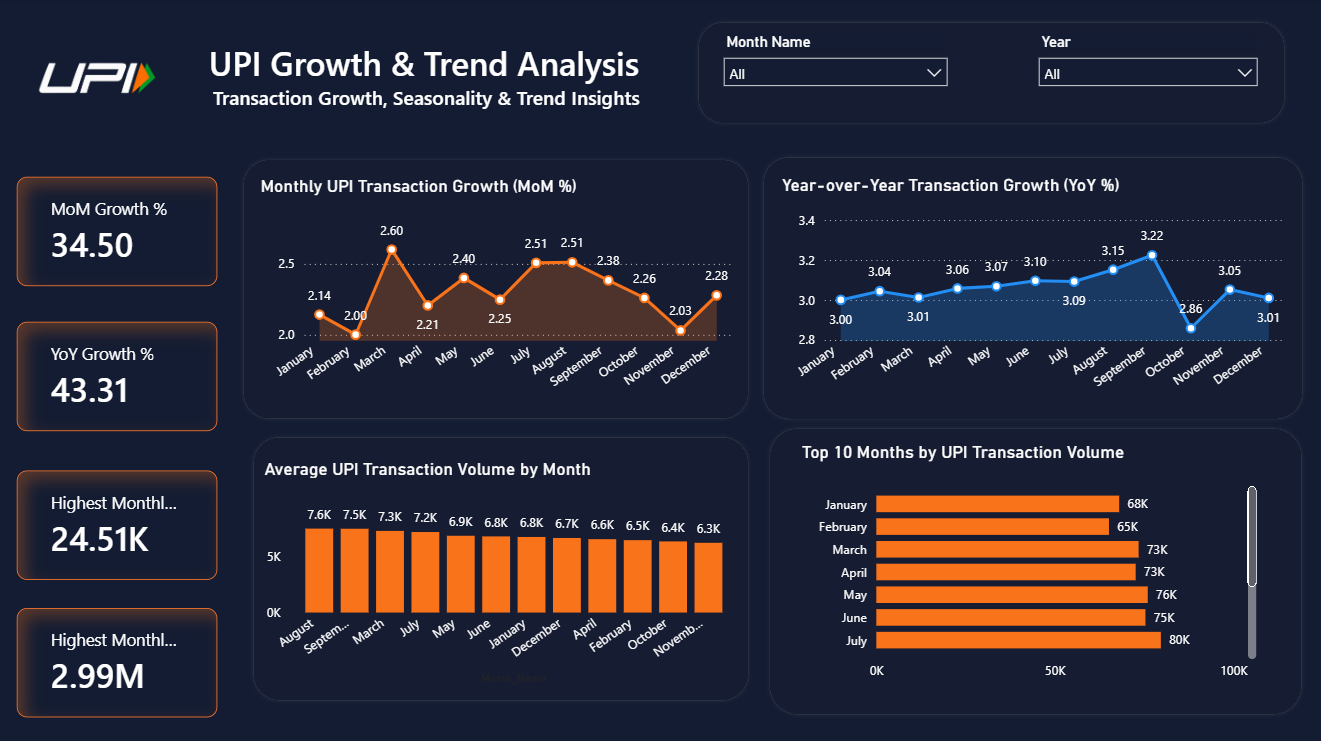 UPI
UPI Growth & Trend Analysis
Transaction Growth, Seasonality & Trend Insights
Month Name
All
Year
All
MoM Growth %
34.50
YoY Growth %
43.31
Highest Monthl...
24.51K
Highest Monthl...
2.99M
Monthly UPI Transaction Growth (MoM %)
2.5
2.0
2.14
2.00
2.60
2.21
2.40
2.25
2.51
2.51
2.38
2.26
2.03
2.28
January
February
March
April
May
June
July
August
September
October
November
December
Year-over-Year Transaction Growth (YoY %)
3.4
3.2
3.0
2.8
3.00
3.04
3.01
3.06
3.07
3.10
3.09
3.15
3.22
2.86
3.05
3.01
January
February
March
April
May
June
July
August
September
October
November
December
Average UPI Transaction Volume by Month
5K
0K
7.6K
7.5K
7.3K
7.2K
6.9K
6.8K
6.8K
6.7K
6.6K
6.5K
6.4K
6.3K
August
Septem...
March
July
May
June
January
December
April
February
October
Novemb...
Top 10 Months by UPI Transaction Volume
January 68K
February 65K
March 73K
April 73K
May 76K
June 75K
July 80K
0K 50K 100K